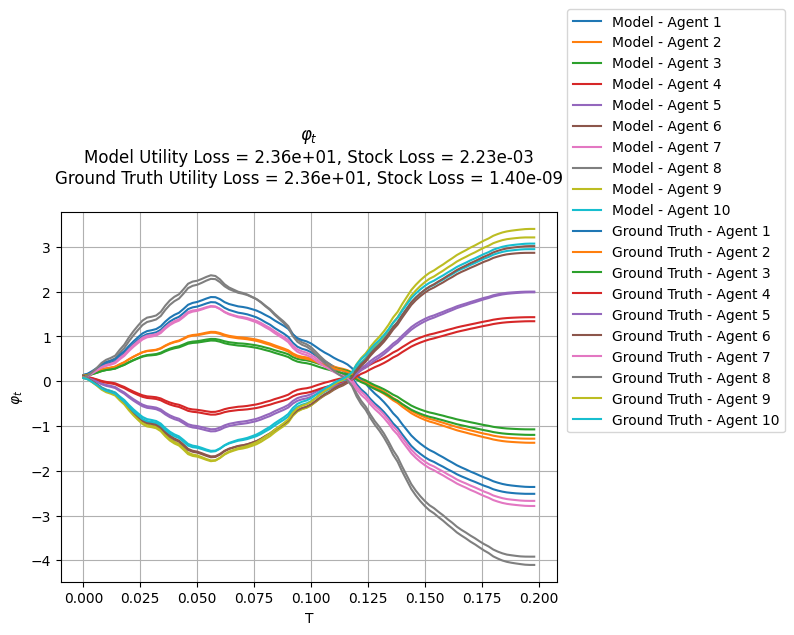 φt
Model Utility Loss = 2.36e+01, Stock Loss = 2.23e-03
Ground Truth Utility Loss = 2.36e+01, Stock Loss = 1.40e-09
Model - Agent 1
Model - Agent 2
Model - Agent 3
Model - Agent 4
Model - Agent 5
Model - Agent 6
Model - Agent 7
Model - Agent 8
Model - Agent 9
Model - Agent 10
Ground Truth - Agent 1
Ground Truth - Agent 2
Ground Truth - Agent 3
Ground Truth - Agent 4
Ground Truth - Agent 5
Ground Truth - Agent 6
Ground Truth - Agent 7
Ground Truth - Agent 8
Ground Truth - Agent 9
Ground Truth - Agent 10
φt
3
2
1
0
−1
−2
−3
−4
0.000 0.025 0.050 0.075 0.100 0.125 0.150 0.175 0.200
T